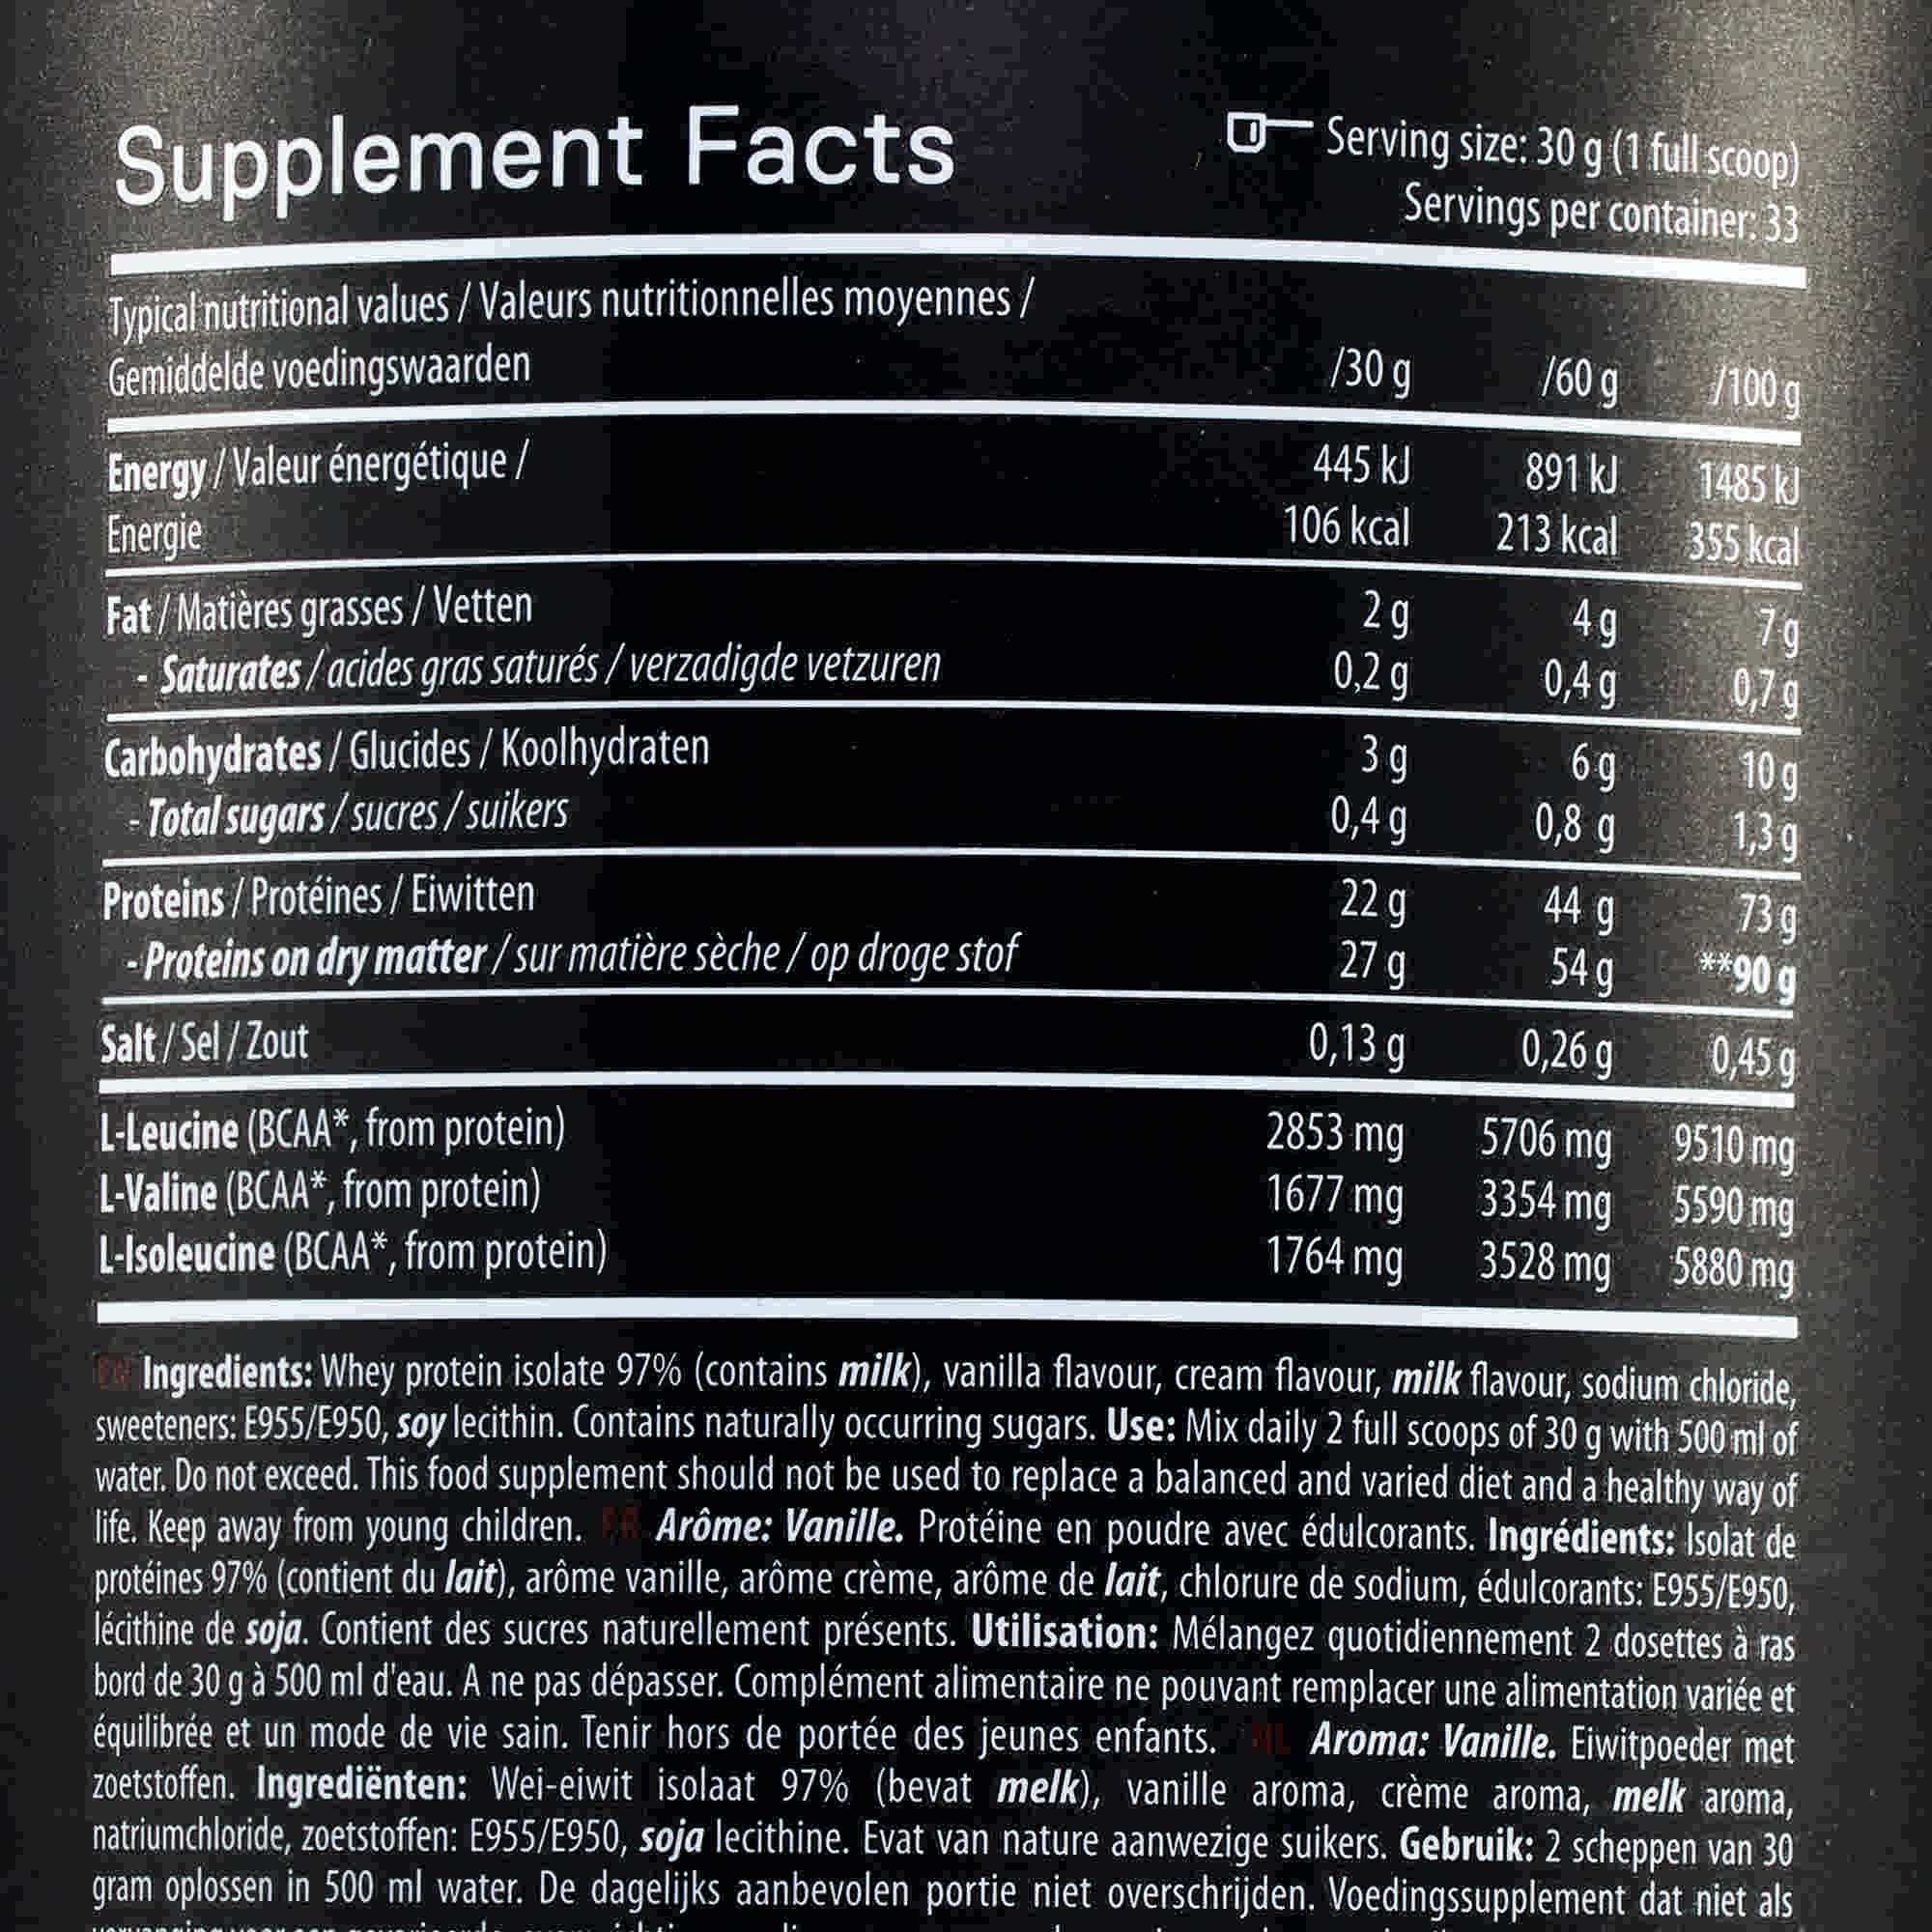 Supplement Facts
Serving size: 30 g (1 full scoop)
Servings per container: 33
Typical nutritional values / Valeurs nutritionnelles moyennes /
Gemiddelde voedingswaarden /30 g /60 g /100 g
Energy / Valeur énergétique / 445 kJ 891 kJ 1485 kJ
Energie 106 kcal 213 kcal 355 kcal
Fat / Matières grasses / Vetten 2 g 4 g 7 g
- Saturates / acides gras saturés / verzadigde vetzuren 0,2 g 0,4 g 0,7 g
Carbohydrates / Glucides / Koolhydraten 3 g 6 g 10 g
- Total sugars / sucres / suikers 0,4 g 0,8 g 1,3 g
Proteins / Protéines / Eiwitten 22 g 44 g 73 g
- Proteins on dry matter / sur matière sèche / op droge stof 27 g 54 g **90 g
Salt / Sel / Zout 0,13 g 0,26 g 0,45 g
L-Leucine (BCAA*, from protein) 2853 mg 5706 mg 9510 mg
L-Valine (BCAA*, from protein) 1677 mg 3354 mg 5590 mg
L-Isoleucine (BCAA*, from protein) 1764 mg 3528 mg 5880 mg
EN Ingredients: Whey protein isolate 97% (contains milk), vanilla flavour, cream flavour, milk flavour, sodium chloride,
sweeteners: E955/E950, soy lecithin. Contains naturally occurring sugars. Use: Mix daily 2 full scoops of 30 g with 500 ml of
water. Do not exceed. This food supplement should not be used to replace a balanced and varied diet and a healthy way of
life. Keep away from young children. FR Arôme: Vanille. Protéine en poudre avec édulcorants. Ingrédients: Isolat de
protéines 97% (contient du lait), arôme vanille, arôme crème, arôme de lait, chlorure de sodium, édulcorants: E955/E950,
lécithine de soja. Contient des sucres naturellement présents. Utilisation: Mélangez quotidiennement 2 dosettes à ras
bord de 30 g à 500 ml d'eau. A ne pas dépasser. Complément alimentaire ne pouvant remplacer une alimentation variée et
équilibrée et un mode de vie sain. Tenir hors de portée des jeunes enfants. NL Aroma: Vanille. Eiwitpoeder met
zoetstoffen. Ingrediënten: Wei-eiwit isolaat 97% (bevat melk), vanille aroma, crème aroma, melk aroma,
natriumchloride, zoetstoffen: E955/E950, soja lecithine. Evat van nature aanwezige suikers. Gebruik: 2 scheppen van 30
gram oplossen in 500 ml water. De dagelijks aanbevolen portie niet overschrijden. Voedingssupplement dat niet als